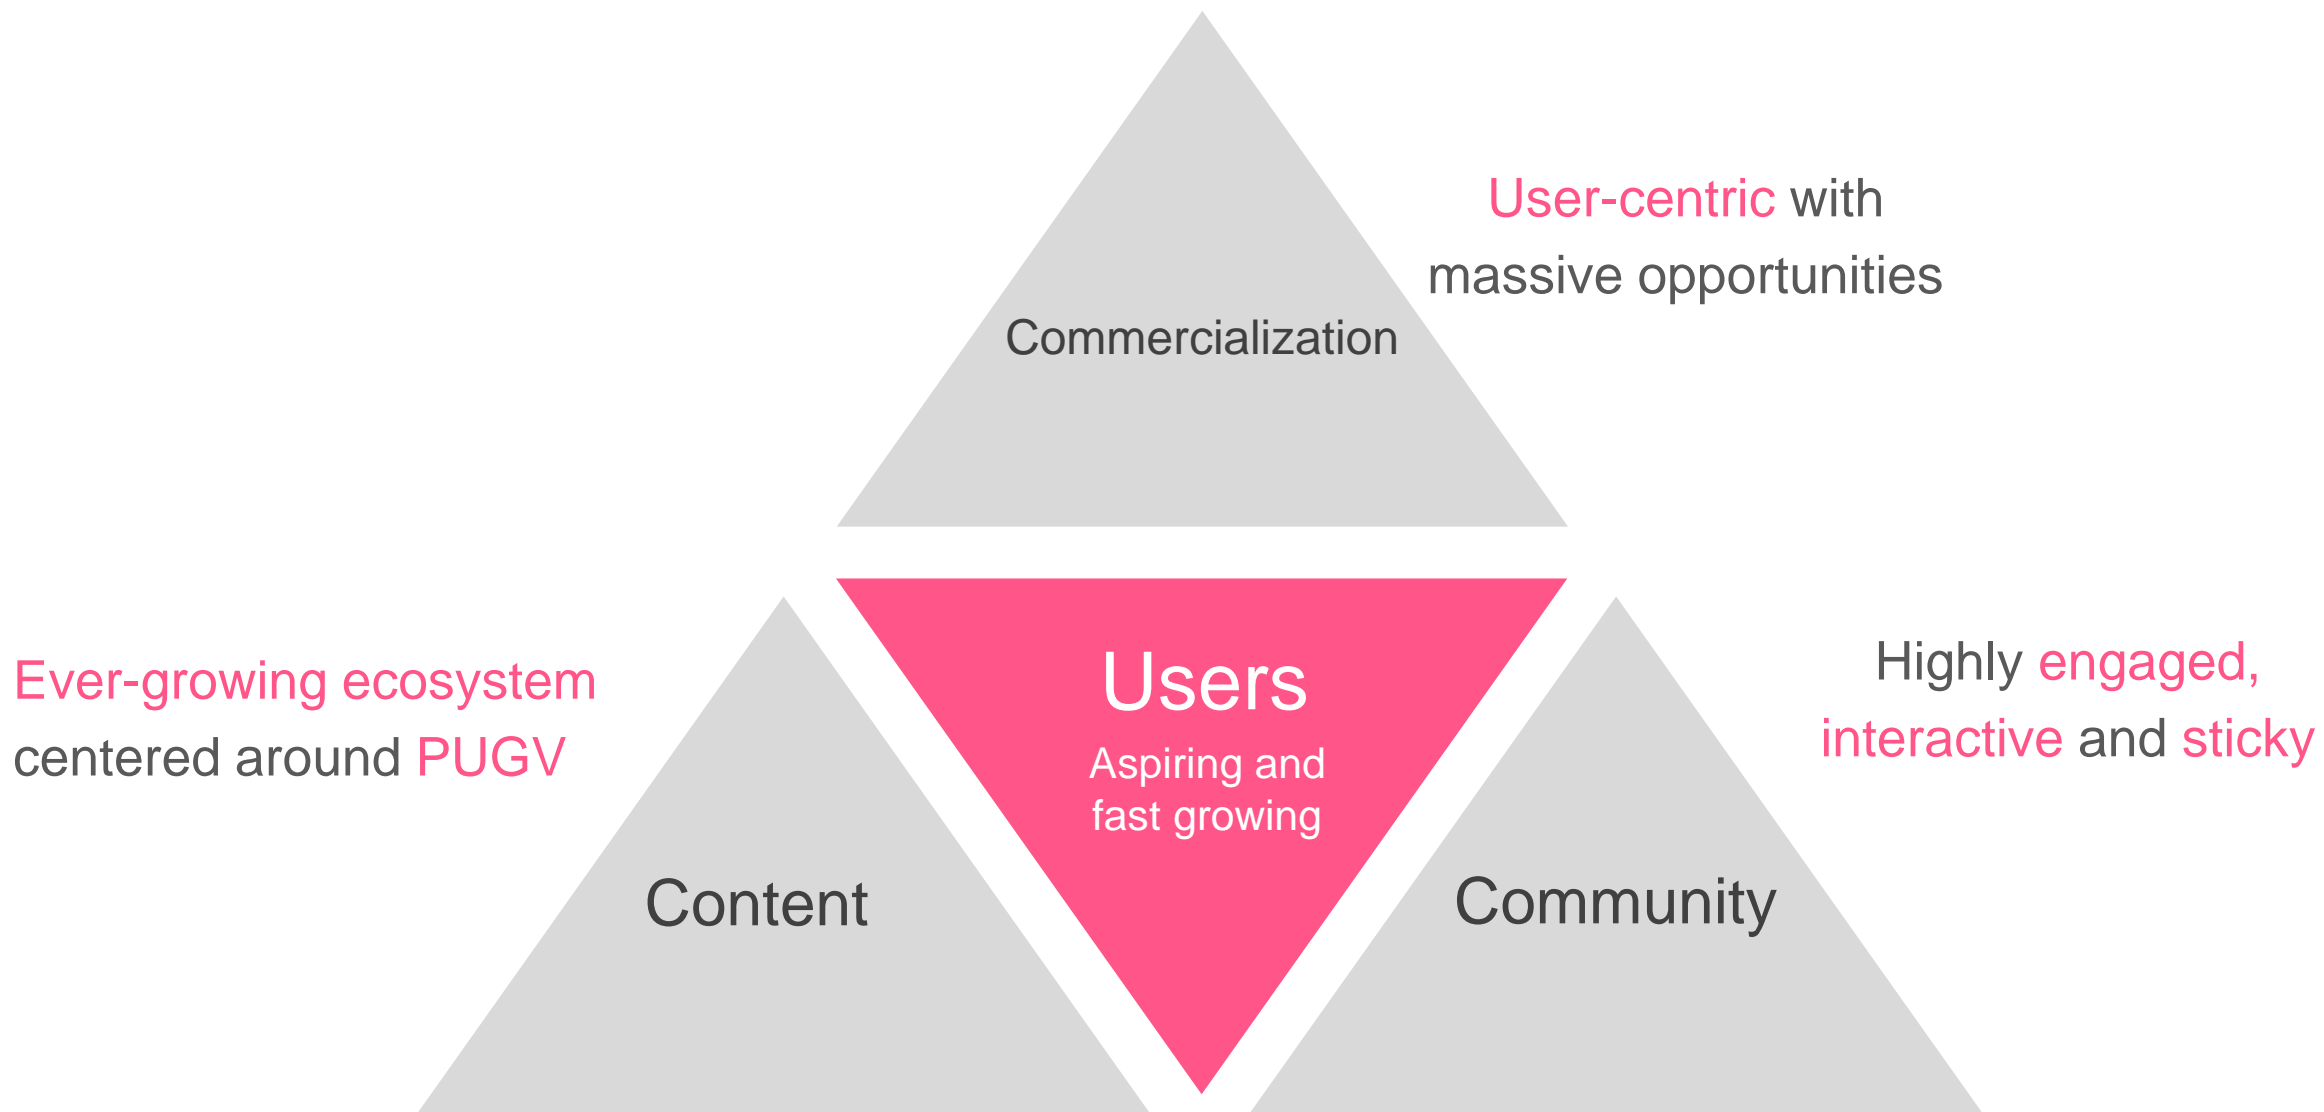 User-centric with
massive opportunities
Commercialization
Ever-growing ecosystem
centered around PUGV
Users
Aspiring and
fast growing
Highly engaged,
interactive and sticky
Content
Community